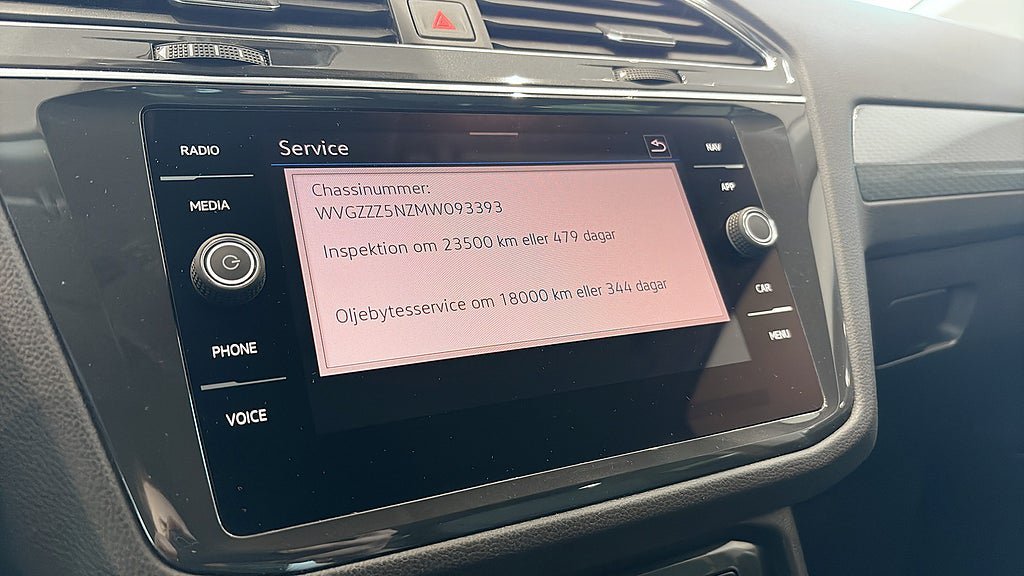 RADIO
MEDIA
PHONE
VOICE
Service
Chassinummer:
WVGZZZ5NZMW093393
Inspektion om 23500 km eller 479 dagar
Oljebytesservice om 18000 km eller 344 dagar
NAV
APP
CAR
MENU